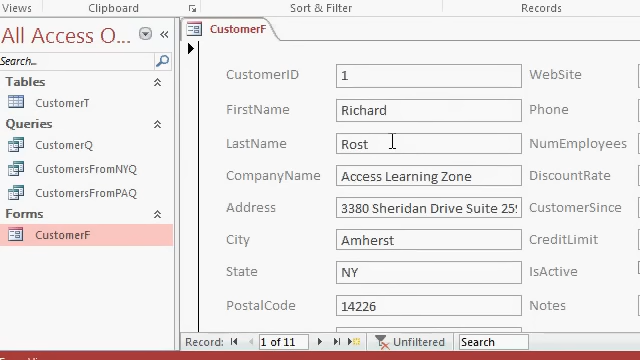 Views
Clipboard
Sort & Filter
Records
All Access O...
CustomerF
Search...
Tables
CustomerT
Queries
CustomerQ
CustomersFromNYQ
CustomersFromPAQ
Forms
CustomerF
CustomerID 1 WebSite
FirstName Richard Phone
LastName Rost NumEmployees
CompanyName Access Learning Zone DiscountRate
Address 3380 Sheridan Drive Suite 259 CustomerSince
City Amherst CreditLimit
State NY IsActive
PostalCode 14226 Notes
Record: 1 of 11 Unfiltered Search